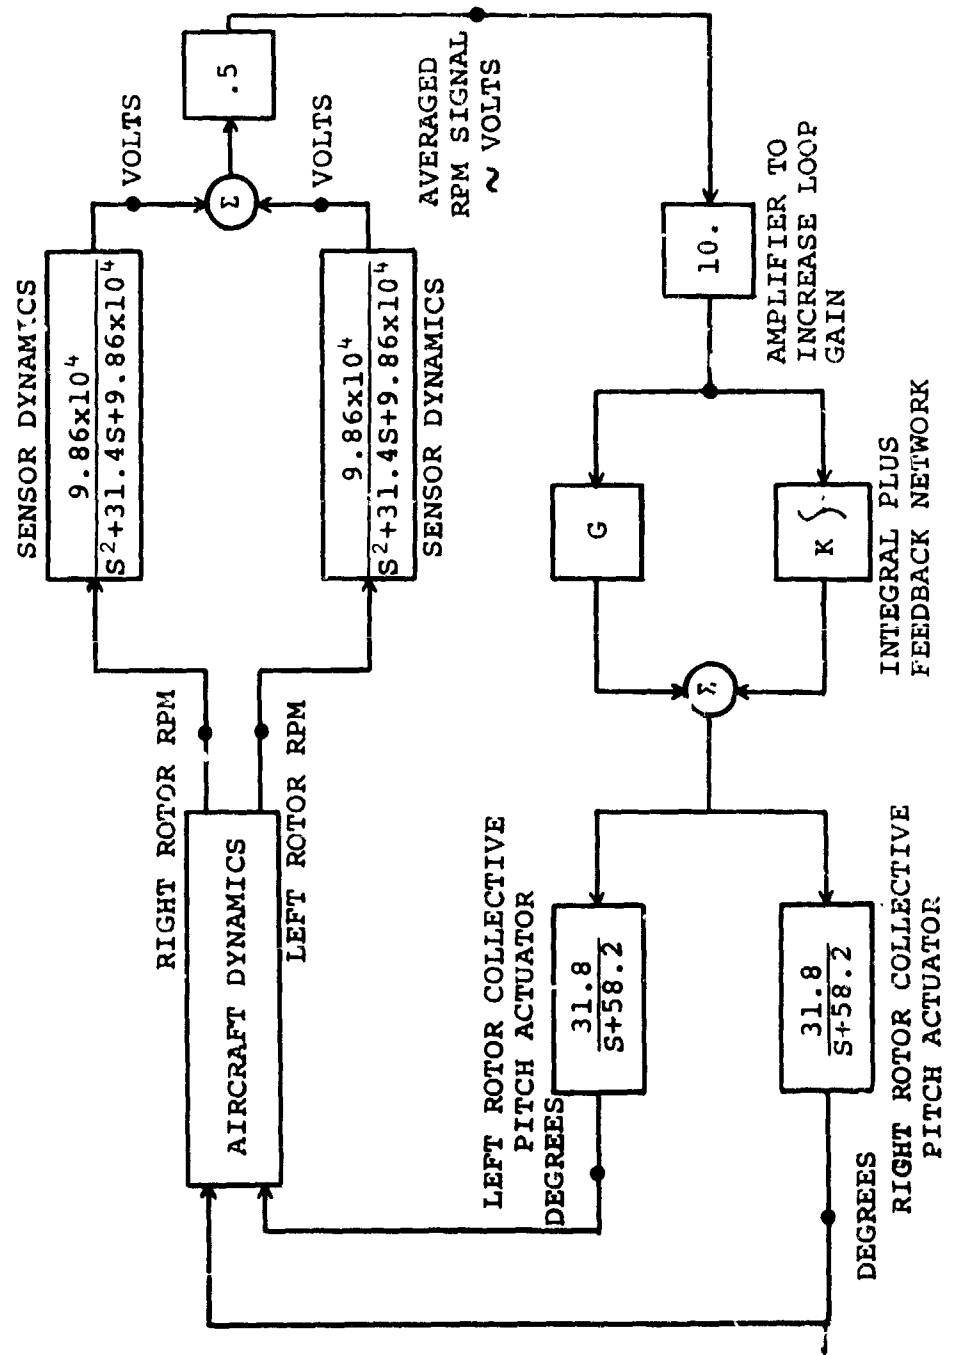 SENSOR DYNAMICS
9.86x10⁴
S²+31.4S+9.86x10⁴
VOLTS
.5
Σ
VOLTS
9.86x10⁴
S²+31.4S+9.86x10⁴
SENSOR DYNAMICS
RIGHT ROTOR RPM
AIRCRAFT DYNAMICS
LEFT ROTOR RPM
AVERAGED
RPM SIGNAL
~ VOLTS
LEFT ROTOR COLLECTIVE
PITCH ACTUATOR
DEGREES
31.8
S+58.2
G
Σ
10.
AMPLIFIER TO
INCREASE LOOP
GAIN
K ∫
INTEGRAL PLUS
FEEDBACK NETWORK
31.8
S+58.2
DEGREES
RIGHT ROTOR COLLECTIVE
PITCH ACTUATOR